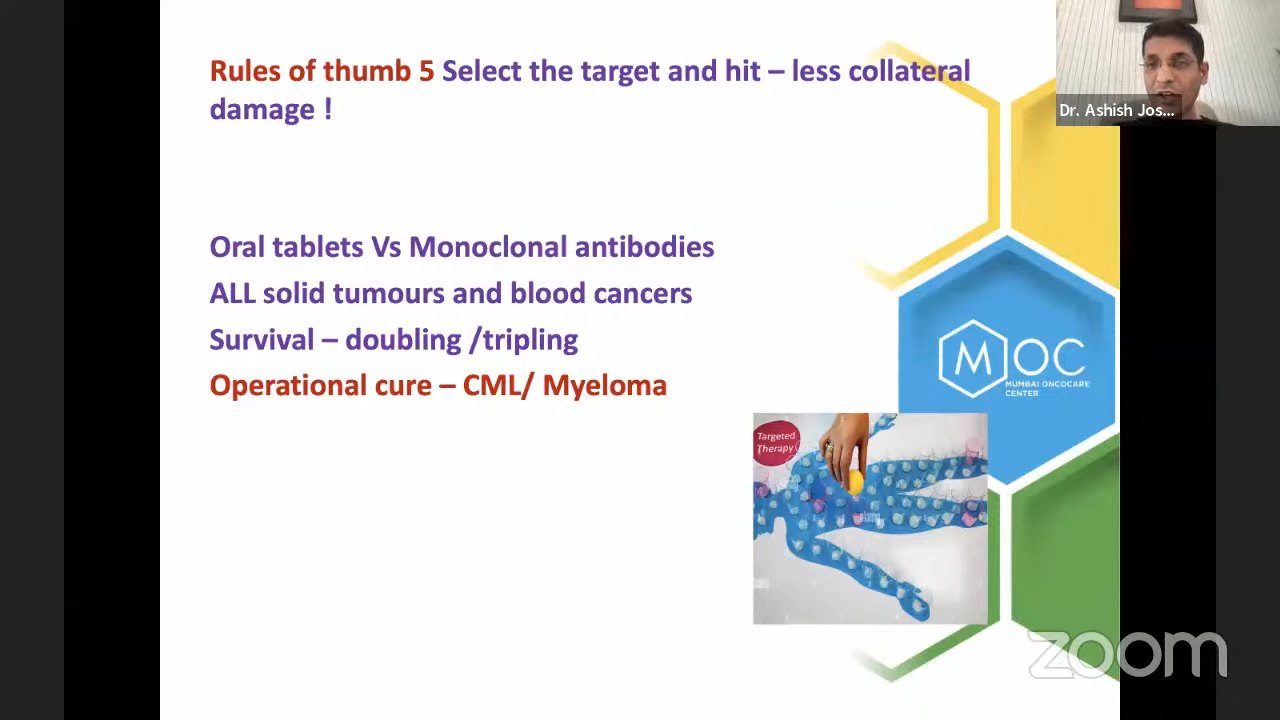 Rules of thumb 5 Select the target and hit – less collateral
damage !
Dr. Ashish Jos...
Oral tablets Vs Monoclonal antibodies
ALL solid tumours and blood cancers
Survival – doubling /tripling
Operational cure – CML/ Myeloma
MOC
MUMBAI ONCOCARE
CENTER
Targeted
Therapy
zoom